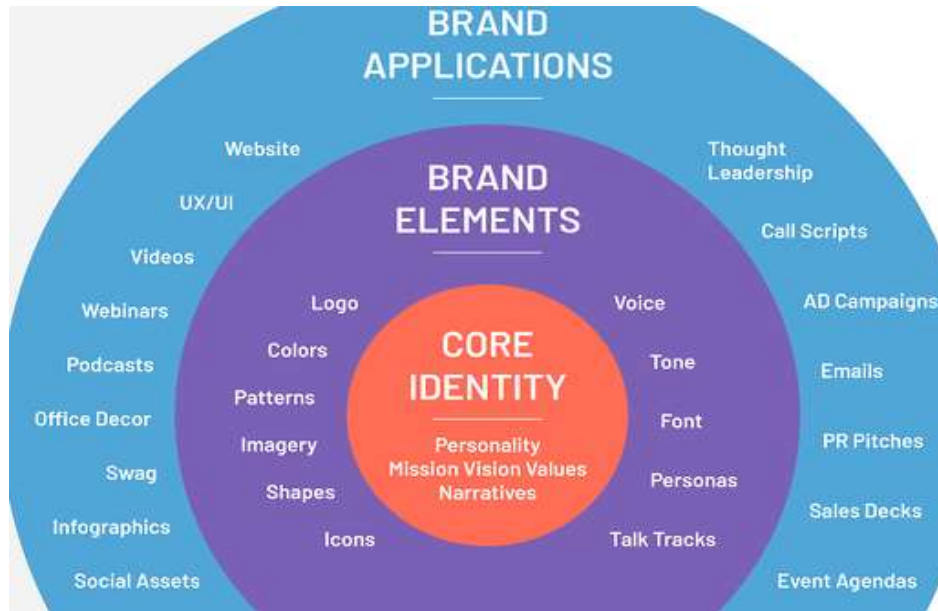 BRAND
APPLICATIONS
Website
UX/UI
Videos
Webinars
Podcasts
Office Decor
Swag
Infographics
Social Assets
Thought
Leadership
Call Scripts
AD Campaigns
Emails
PR Pitches
Sales Decks
Event Agendas
BRAND
ELEMENTS
Logo
Colors
Patterns
Imagery
Shapes
Icons
Voice
Tone
Font
Personas
Talk Tracks
CORE
IDENTITY
Personality
Mission Vision Values
Narratives